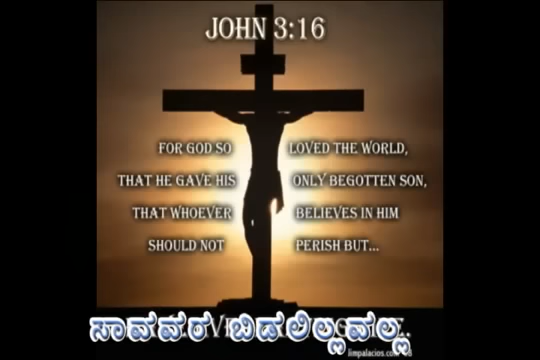 JOHN 3:16
FOR GOD SO LOVED THE WORLD,
THAT HE GAVE HIS ONLY BEGOTTEN SON,
THAT WHOEVER BELIEVES IN HIM
SHOULD NOT PERISH BUT...
ಸಾವವರ ಬಿಡಲಿಲ್ಲವಲ್ಲ